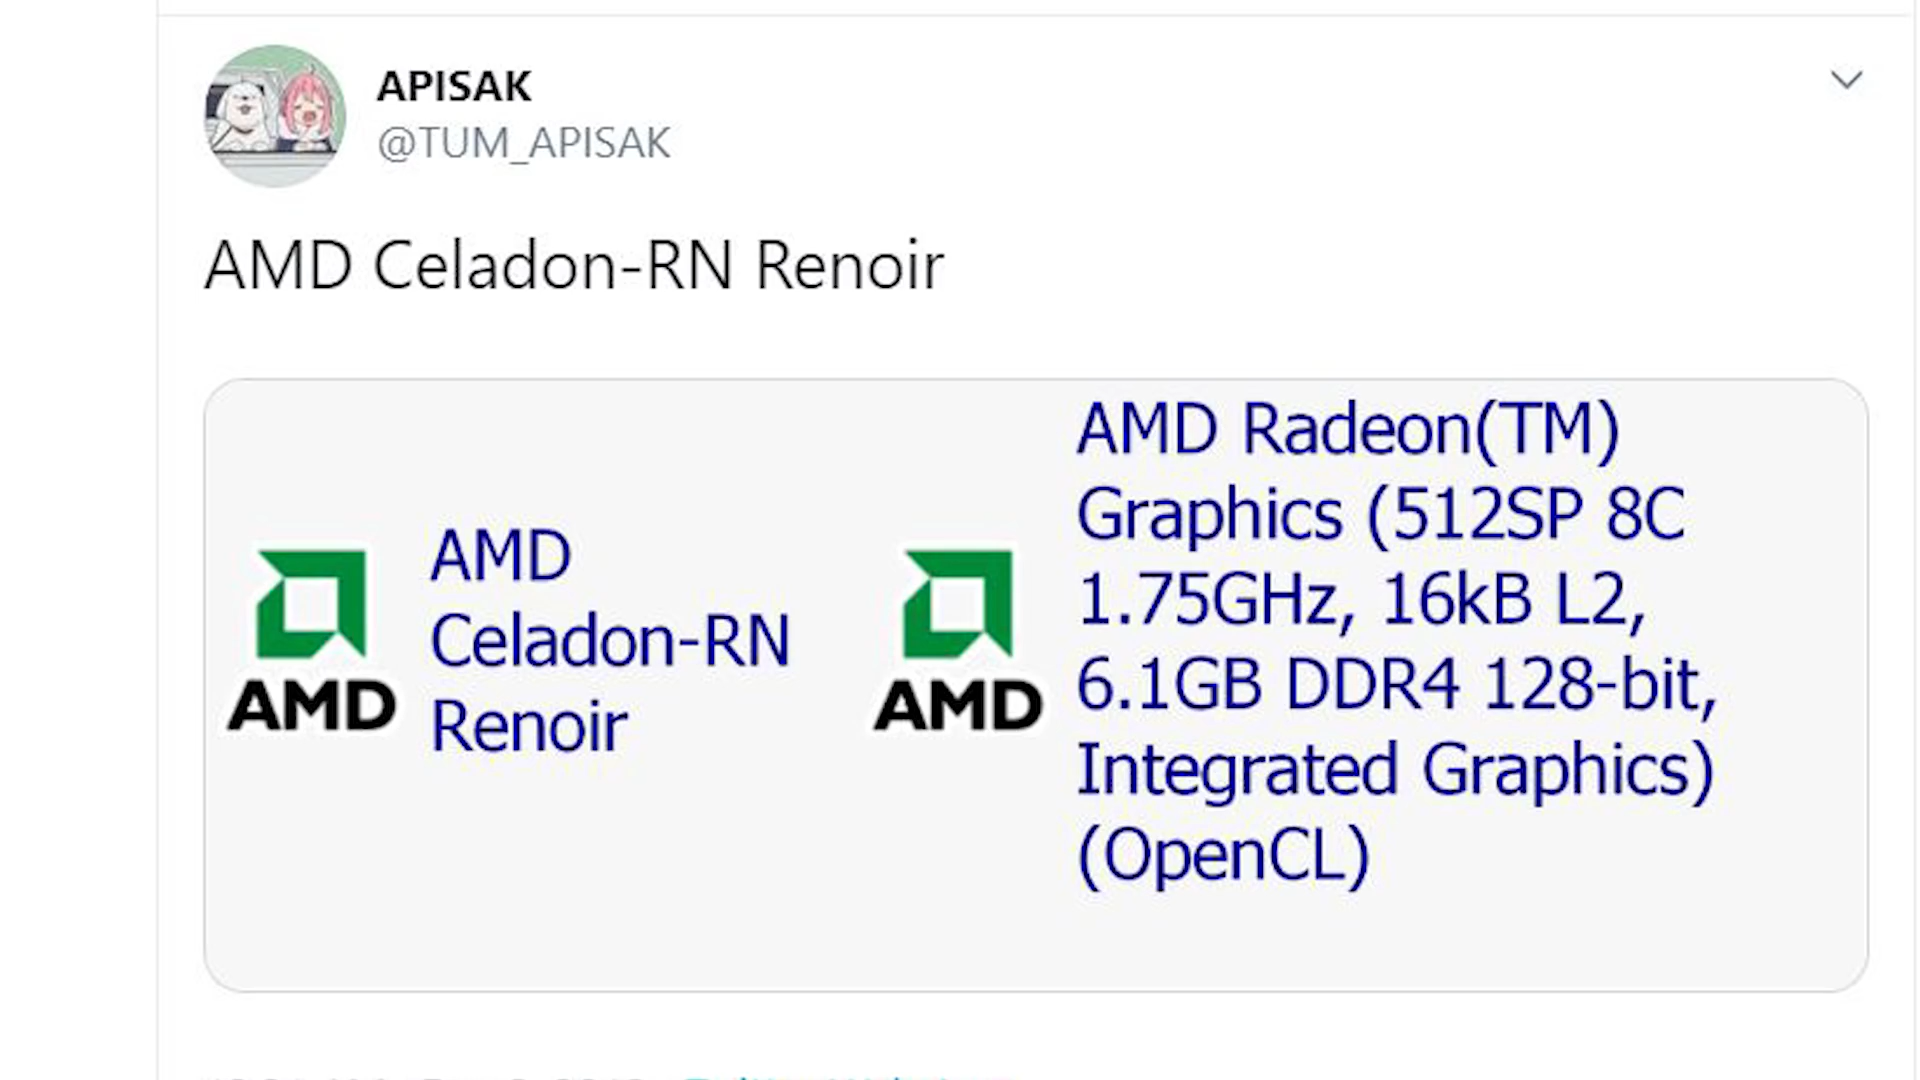 APISAK
@TUM_APISAK
AMD Celadon-RN Renoir
AMD
AMD
Celadon-RN
Renoir
AMD
AMD Radeon(TM)
Graphics (512SP 8C
1.75GHz, 16kB L2,
6.1GB DDR4 128-bit,
Integrated Graphics)
(OpenCL)